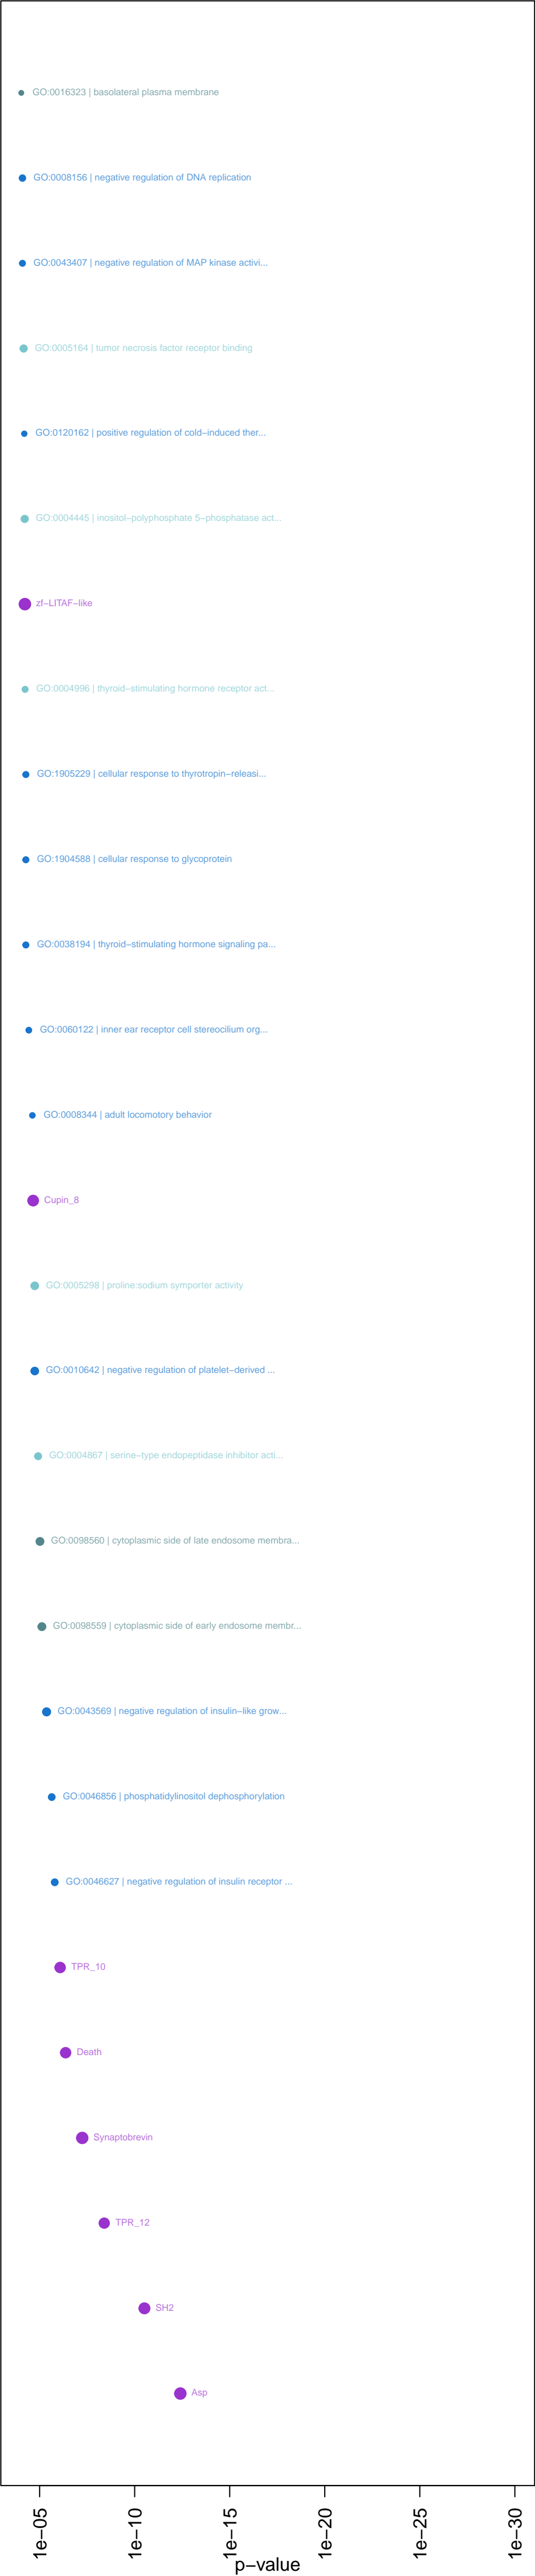 GO:0016323 | basolateral plasma membrane
GO:0008156 | negative regulation of DNA replication
GO:0043407 | negative regulation of MAP kinase activi...
GO:0005164 | tumor necrosis factor receptor binding
GO:0120162 | positive regulation of cold−induced ther...
GO:0004445 | inositol−polyphosphate 5−phosphatase act...
zf−LITAF−like
GO:0004996 | thyroid−stimulating hormone receptor act...
GO:1905229 | cellular response to thyrotropin−releasi...
GO:1904588 | cellular response to glycoprotein
GO:0038194 | thyroid−stimulating hormone signaling pa...
GO:0060122 | inner ear receptor cell stereocilium org...
GO:0008344 | adult locomotory behavior
Cupin_8
GO:0005298 | proline:sodium symporter activity
GO:0010642 | negative regulation of platelet−derived ...
GO:0004867 | serine−type endopeptidase inhibitor acti...
GO:0098560 | cytoplasmic side of late endosome membra...
GO:0098559 | cytoplasmic side of early endosome membr...
GO:0043569 | negative regulation of insulin−like grow...
GO:0046856 | phosphatidylinositol dephosphorylation
GO:0046627 | negative regulation of insulin receptor ...
TPR_10
Death
Synaptobrevin
TPR_12
SH2
Asp
1e−05
1e−10
1e−15
1e−20
1e−25
1e−30
p−value